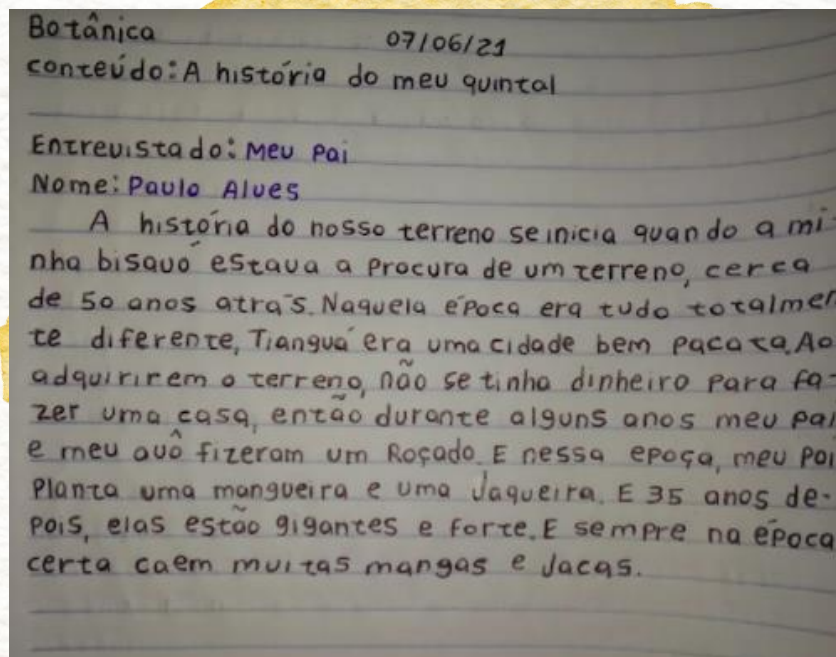 Botânica 07/06/21
conteúdo: A história do meu quintal
Entrevistado: Meu Pai
Nome: Paulo Alves
A história do nosso terreno se inicia quando a mi-
nha bisavó estava a procura de um terreno, cerca
de 50 anos atrás. Naquela época era tudo totalmen
te diferente, Tianguá era uma cidade bem pacata. Ao
adquirirem o terreno, não se tinha dinheiro para fa-
zer uma casa, então durante alguns anos meu pai
e meu avô fizeram um Roçado. E nessa epoça, meu pai
Planta uma mangueira e uma Jaqueira. E 35 anos de-
pois, elas estão gigantes e forte. E sempre na época
certa caem muitas mangas e Jacas.